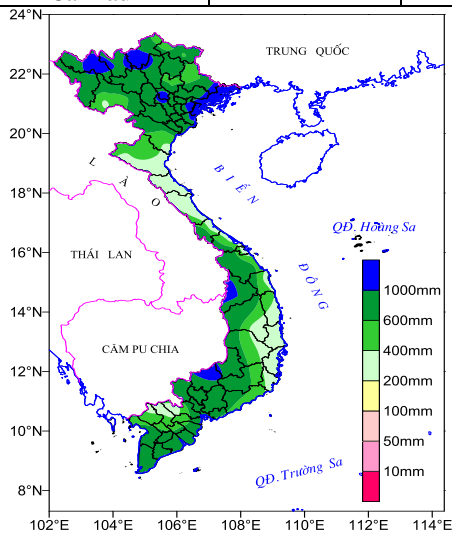 24°N
22°N
20°N
18°N
16°N
14°N
12°N
10°N
8°N
TRUNG QUỐC
LÀO
BIỂN
ĐÔNG
QĐ. Hoàng Sa
THÁI LAN
CĂM PU CHIA
QĐ. Trường Sa
1000mm
600mm
400mm
200mm
100mm
50mm
10mm
102°E 104°E 106°E 108°E 110°E 112°E 114°E